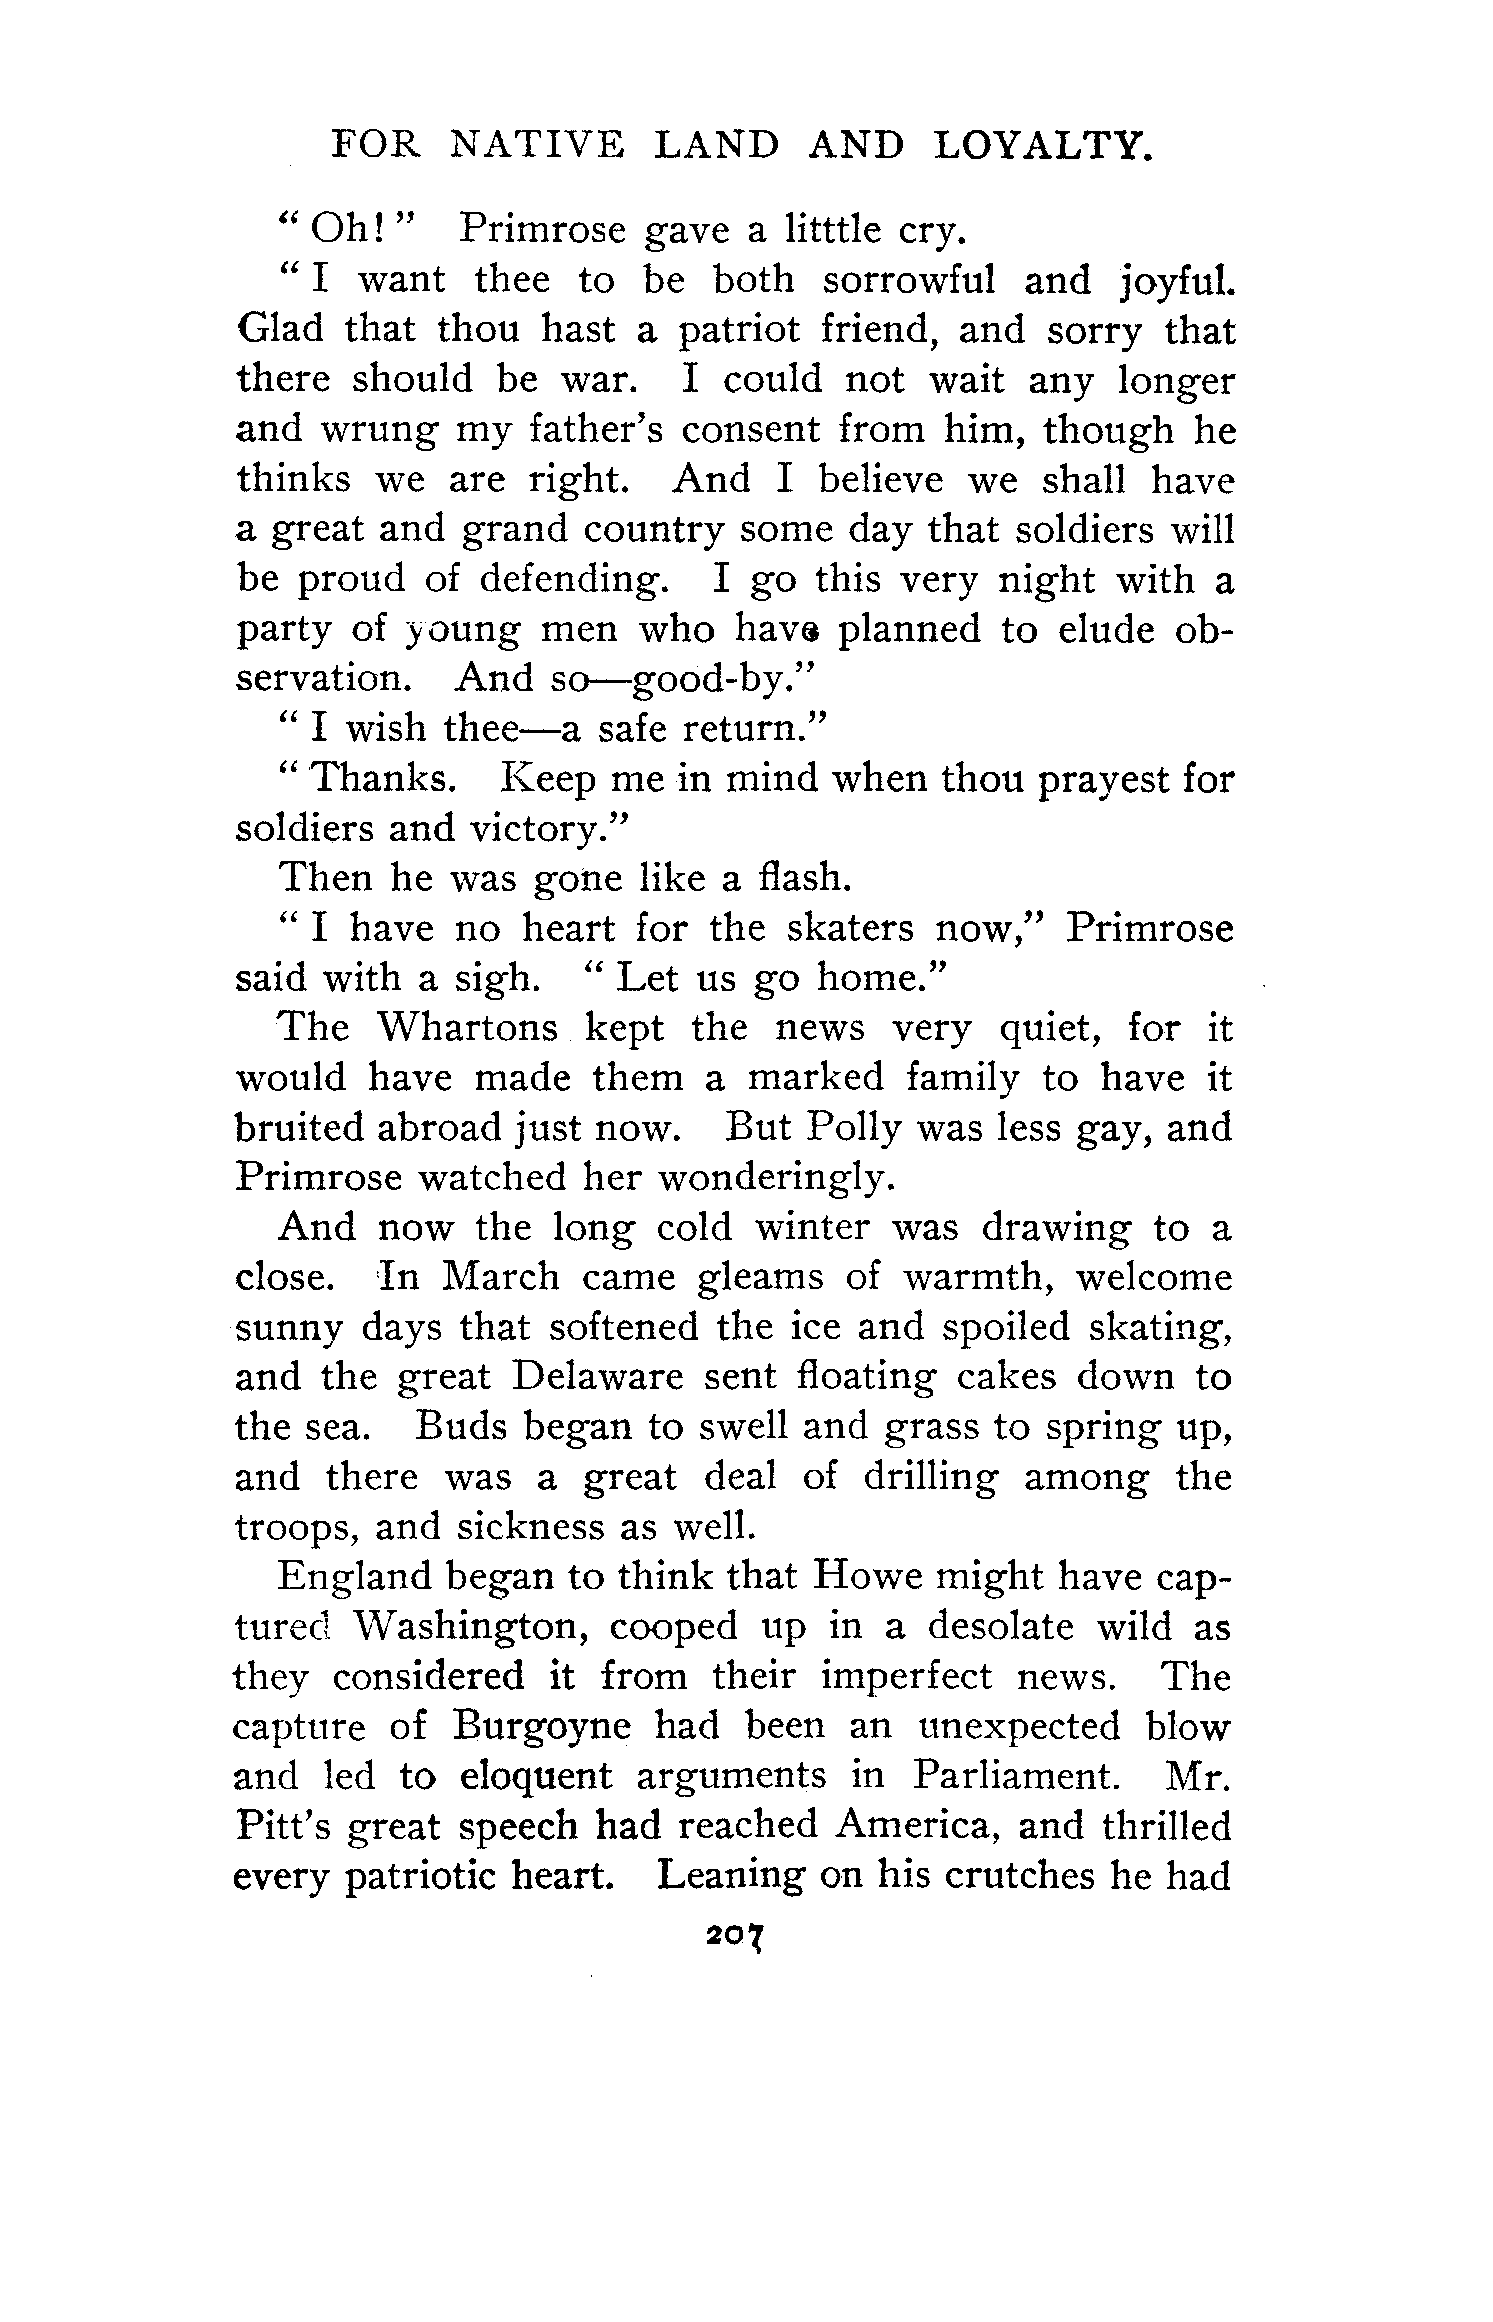 FOR NATIVE LAND AND LOYALTY.
“ Oh! ” Primrose gave a litttle cry.
“ I want thee to be both sorrowful and joyful.
Glad that thou hast a patriot friend, and sorry that
there should be war. I could not wait any longer
and wrung my father’s consent from him, though he
thinks we are right. And I believe we shall have
a great and grand country some day that soldiers will
be proud of defending. I go this very night with a
party of young men who have planned to elude ob-
servation. And so—good-by.”
“ I wish thee—a safe return.”
“ Thanks. Keep me in mind when thou prayest for
soldiers and victory.”
Then he was gone like a flash.
“ I have no heart for the skaters now,” Primrose
said with a sigh. “ Let us go home.”
The Whartons kept the news very quiet, for it
would have made them a marked family to have it
bruited abroad just now. But Polly was less gay, and
Primrose watched her wonderingly.
And now the long cold winter was drawing to a
close. In March came gleams of warmth, welcome
sunny days that softened the ice and spoiled skating,
and the great Delaware sent floating cakes down to
the sea. Buds began to swell and grass to spring up,
and there was a great deal of drilling among the
troops, and sickness as well.
England began to think that Howe might have cap-
tured Washington, cooped up in a desolate wild as
they considered it from their imperfect news. The
capture of Burgoyne had been an unexpected blow
and led to eloquent arguments in Parliament. Mr.
Pitt’s great speech had reached America, and thrilled
every patriotic heart. Leaning on his crutches he had
207